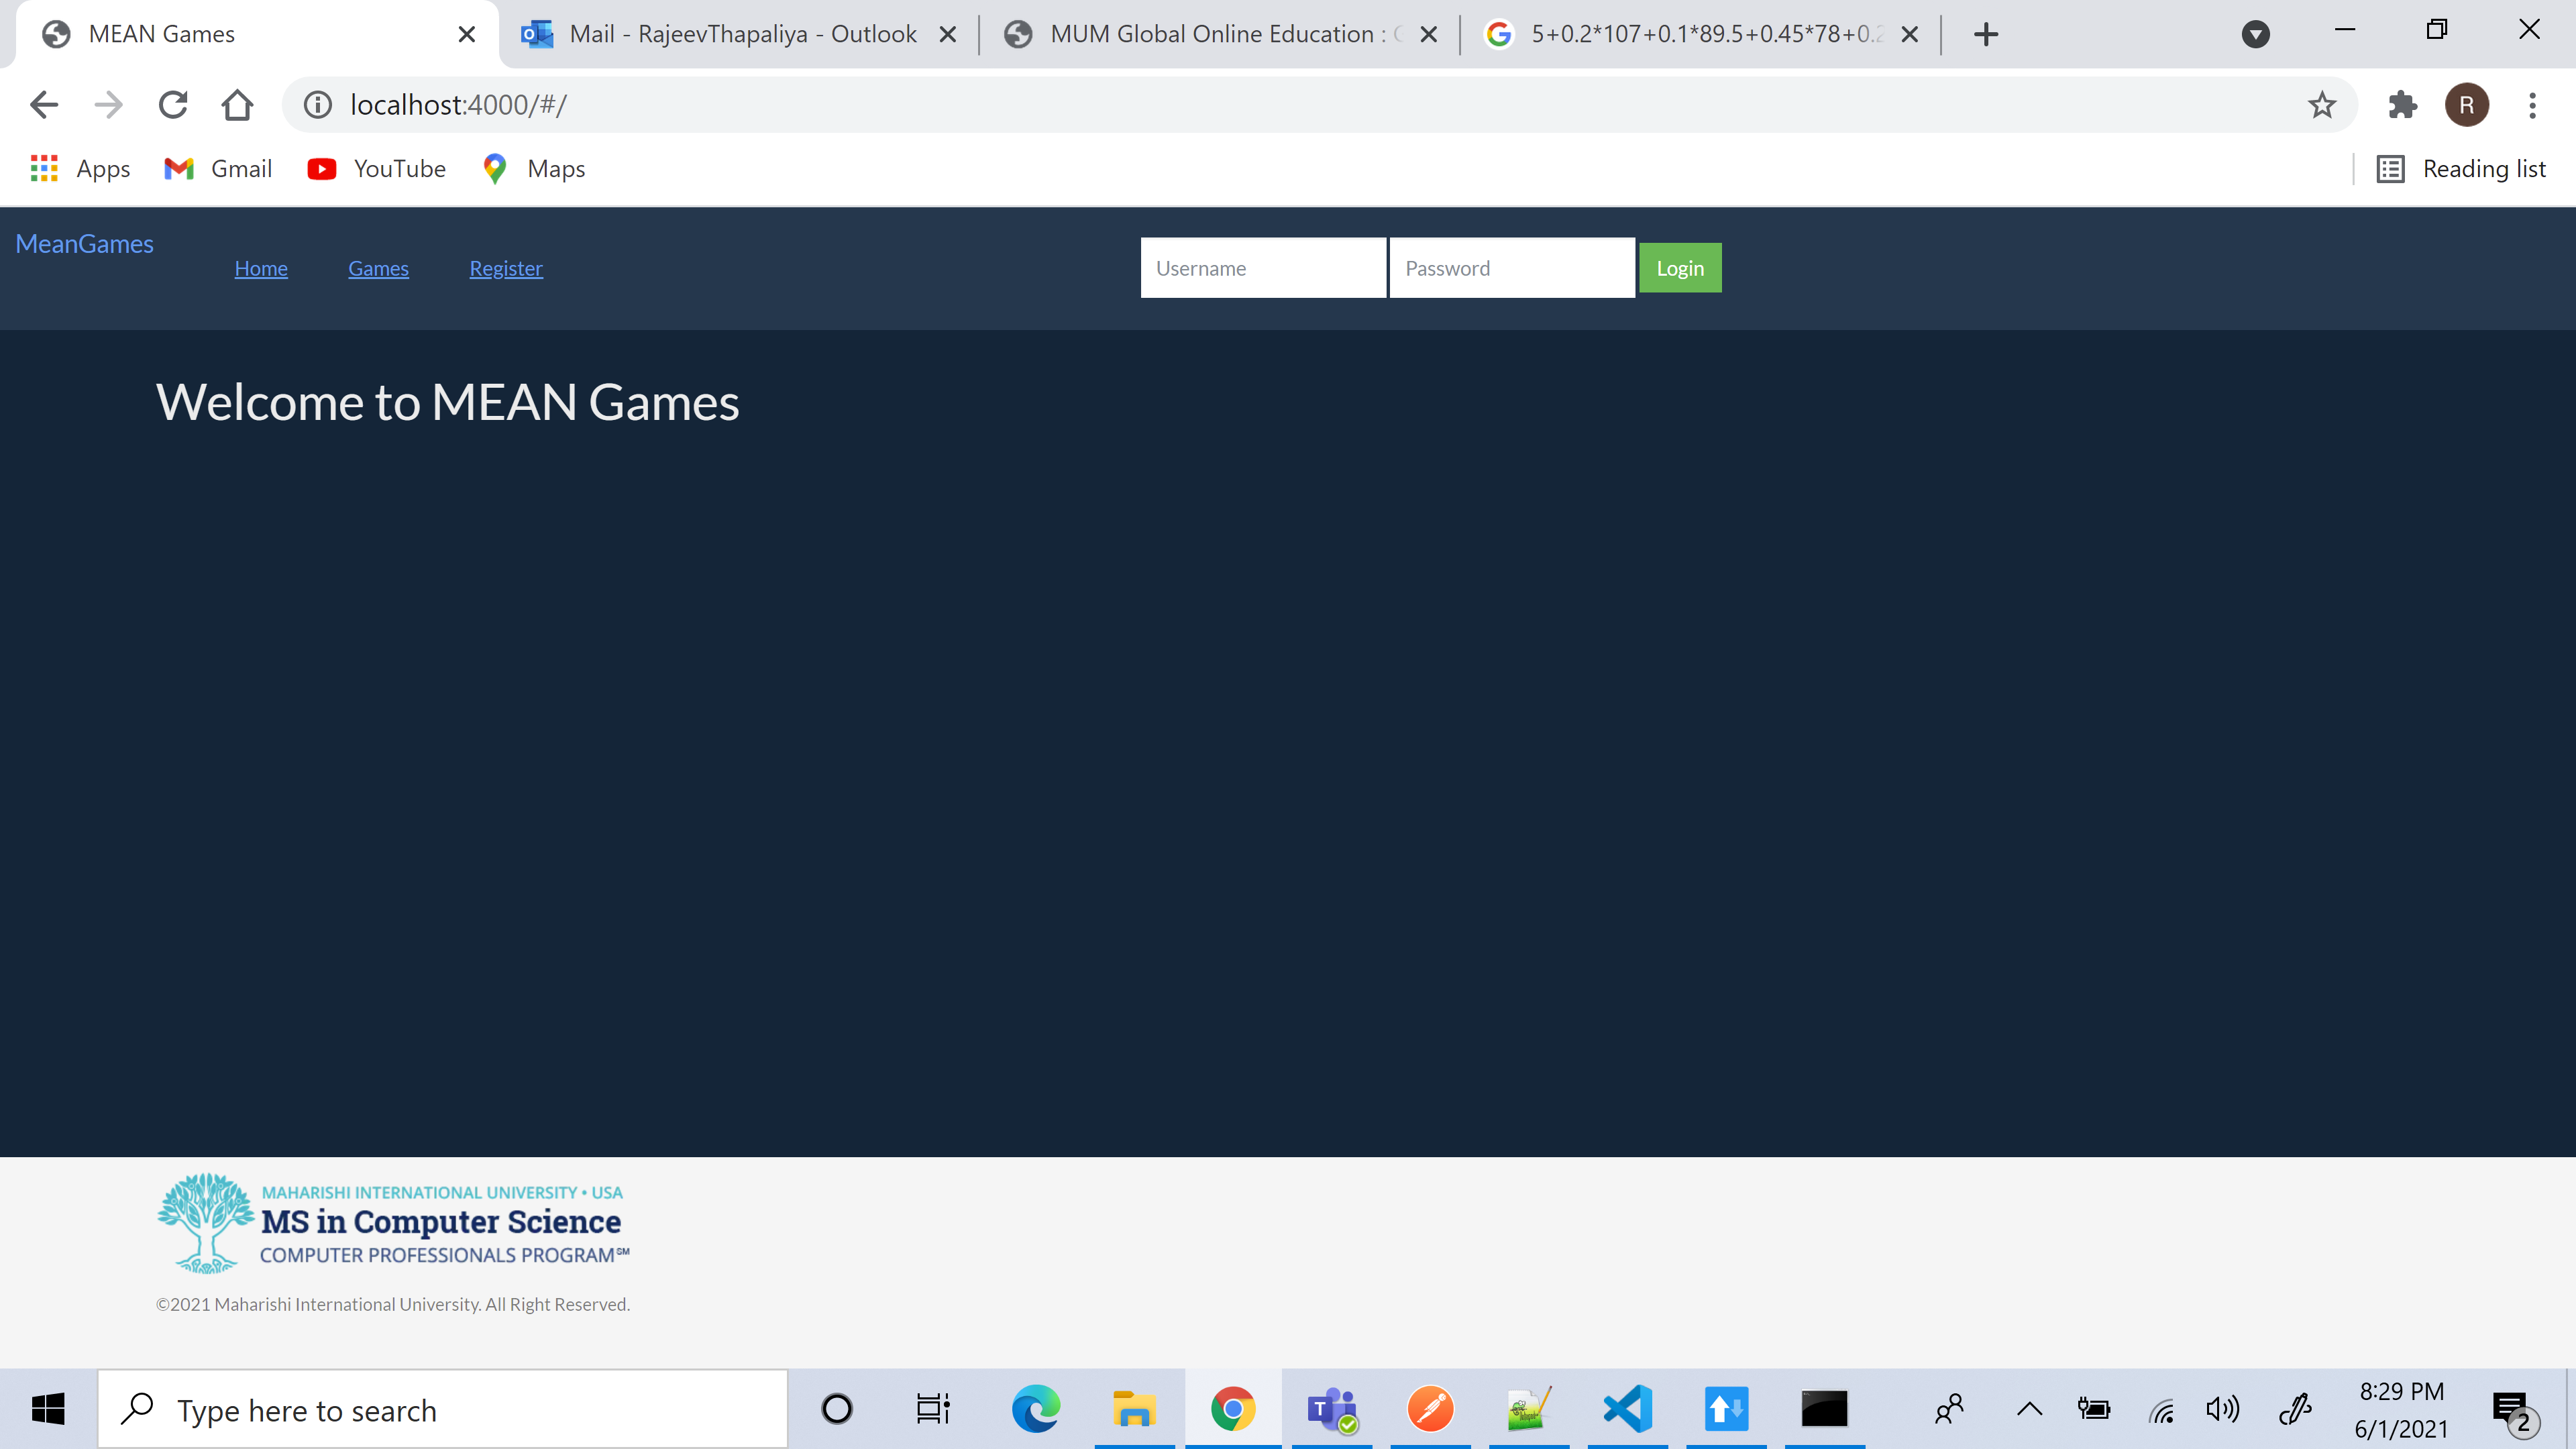 MEAN Games
Mail - RajeevThapaliya - Outlook
MUM Global Online Education :
5+0.2*107+0.1*89.5+0.45*78+0.2
localhost:4000/#/
R
Apps
Gmail
YouTube
Maps
Reading list
MeanGames
Home
Games
Register
Username
Password
Login
Welcome to MEAN Games
MAHARISHI INTERNATIONAL UNIVERSITY • USA
MS in Computer Science
COMPUTER PROFESSIONALS PROGRAM℠
©2021 Maharishi International University. All Right Reserved.
Type here to search
8:29 PM
6/1/2021
2